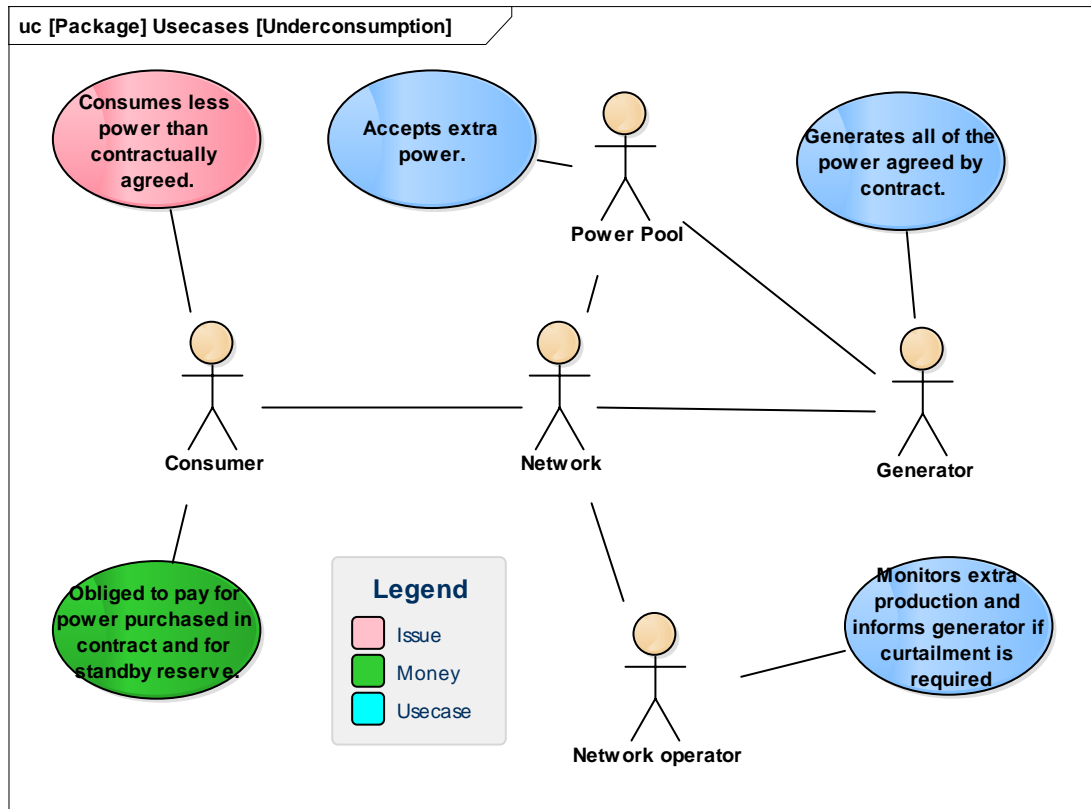 uc [Package] Usecases [Underconsumption]
Consumes less
power than
contractually
agreed.
Accepts extra
power.
Generates all of the
power agreed by
contract.
Power Pool
Consumer
Network
Generator
Obliged to pay for
power purchased in
contract and for
standby reserve.
Legend
Issue
Money
Usecase
Monitors extra
production and
informs generator if
curtailment is
required
Network operator